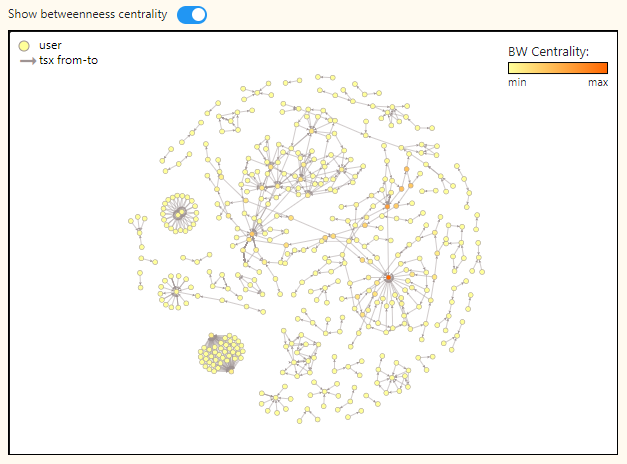 Show betweenneess centrality
user
tsx from-to
BW Centrality:
min max